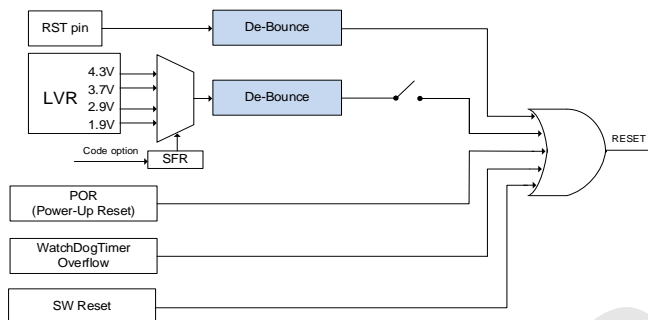 RST pin
De-Bounce
LVR
4.3V
3.7V
2.9V
1.9V
De-Bounce
Code option
SFR
RESET
POR
(Power-Up Reset)
WatchDogTimer
Overflow
SW Reset